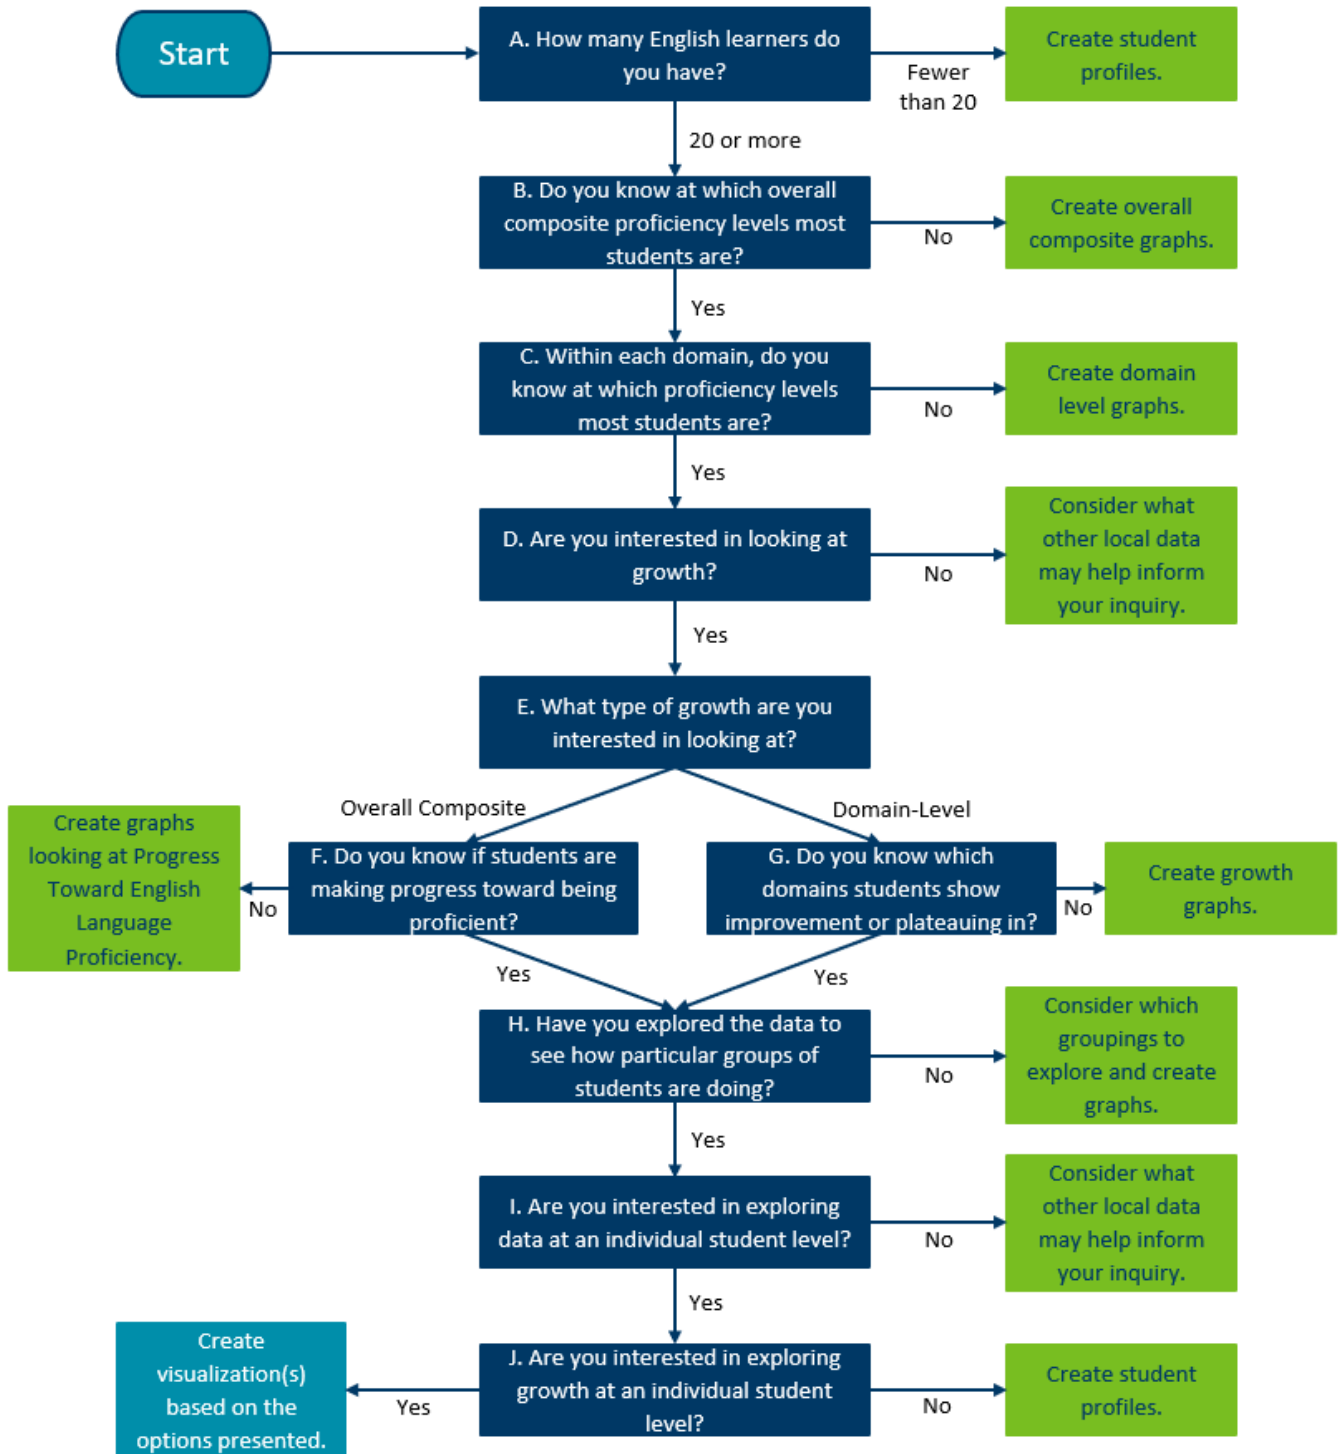 Start
A. How many English learners do
you have?
Fewer
than 20
Create student
profiles.
20 or more
B. Do you know at which overall
composite proficiency levels most
students are?
No
Create overall
composite graphs.
Yes
C. Within each domain, do you
know at which proficiency levels
most students are?
No
Create domain
level graphs.
Yes
D. Are you interested in looking at
growth?
No
Consider what
other local data
may help inform
your inquiry.
Yes
E. What type of growth are you
interested in looking at?
Overall Composite
Domain-Level
Create graphs
looking at Progress
Toward English
Language
Proficiency.
No
F. Do you know if students are
making progress toward being
proficient?
G. Do you know which
domains students show
improvement or plateauing in?
No
Create growth
graphs.
Yes
Yes
H. Have you explored the data to
see how particular groups of
students are doing?
No
Consider which
groupings to
explore and create
graphs.
Yes
I. Are you interested in exploring
data at an individual student level?
No
Consider what
other local data
may help inform
your inquiry.
Yes
Create
visualization(s)
based on the
options presented.
Yes
J. Are you interested in exploring
growth at an individual student
level?
No
Create student
profiles.